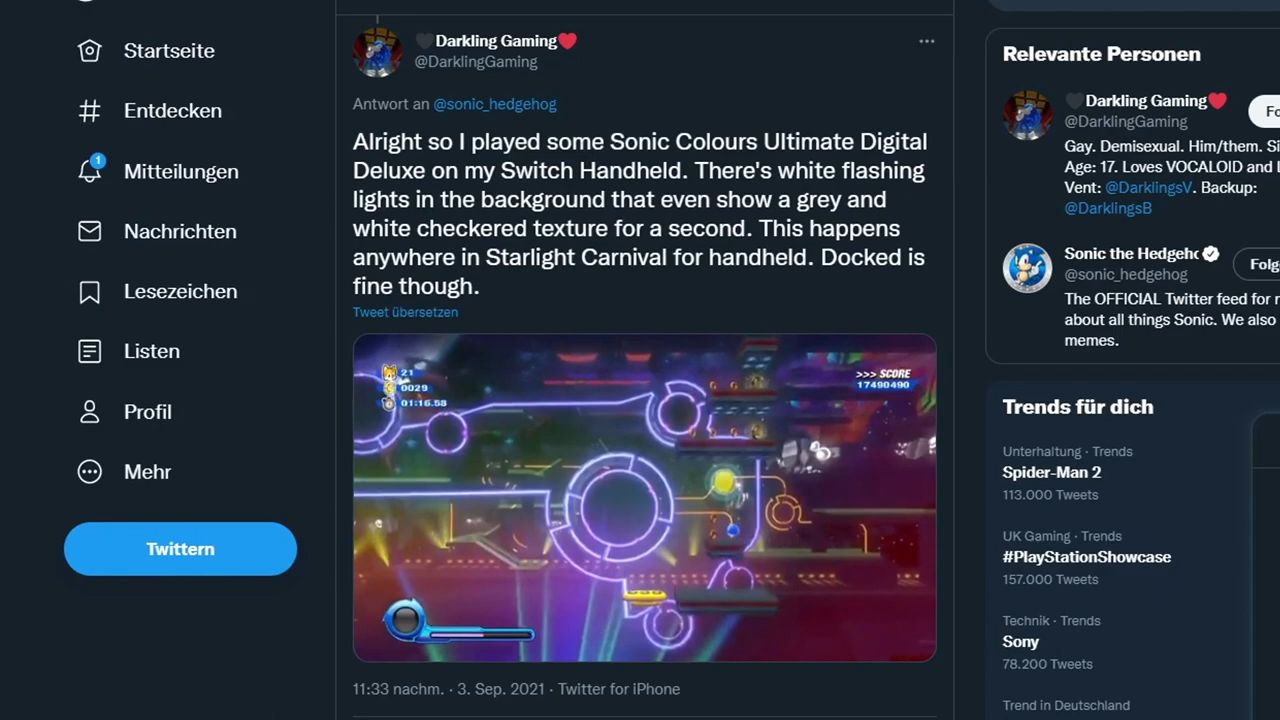 Startseite
Entdecken
1
Mitteilungen
Nachrichten
Lesezeichen
Listen
Profil
Mehr
Twittern
🖤Darkling Gaming❤️
@DarklingGaming
Antwort an @sonic_hedgehog
Alright so I played some Sonic Colours Ultimate Digital
Deluxe on my Switch Handheld. There's white flashing
lights in the background that even show a grey and
white checkered texture for a second. This happens
anywhere in Starlight Carnival for handheld. Docked is
fine though.
Tweet übersetzen
21
0029
01:16.58
>>> SCORE
17490490
11:33 nachm. · 3. Sep. 2021 · Twitter for iPhone
Relevante Personen
🖤Darkling Gaming❤️
@DarklingGaming
Fo
Gay. Demisexual. Him/them. Si
Age: 17. Loves VOCALOID and
Vent: @DarklingsV. Backup:
@DarklingsB
Sonic the Hedgeho
@sonic_hedgehog
Folg
The OFFICIAL Twitter feed for
about all things Sonic. We also
memes.
Trends für dich
Unterhaltung · Trends
Spider-Man 2
113.000 Tweets
UK Gaming · Trends
#PlayStationShowcase
157.000 Tweets
Technik · Trends
Sony
78.200 Tweets
Trend in Deutschland